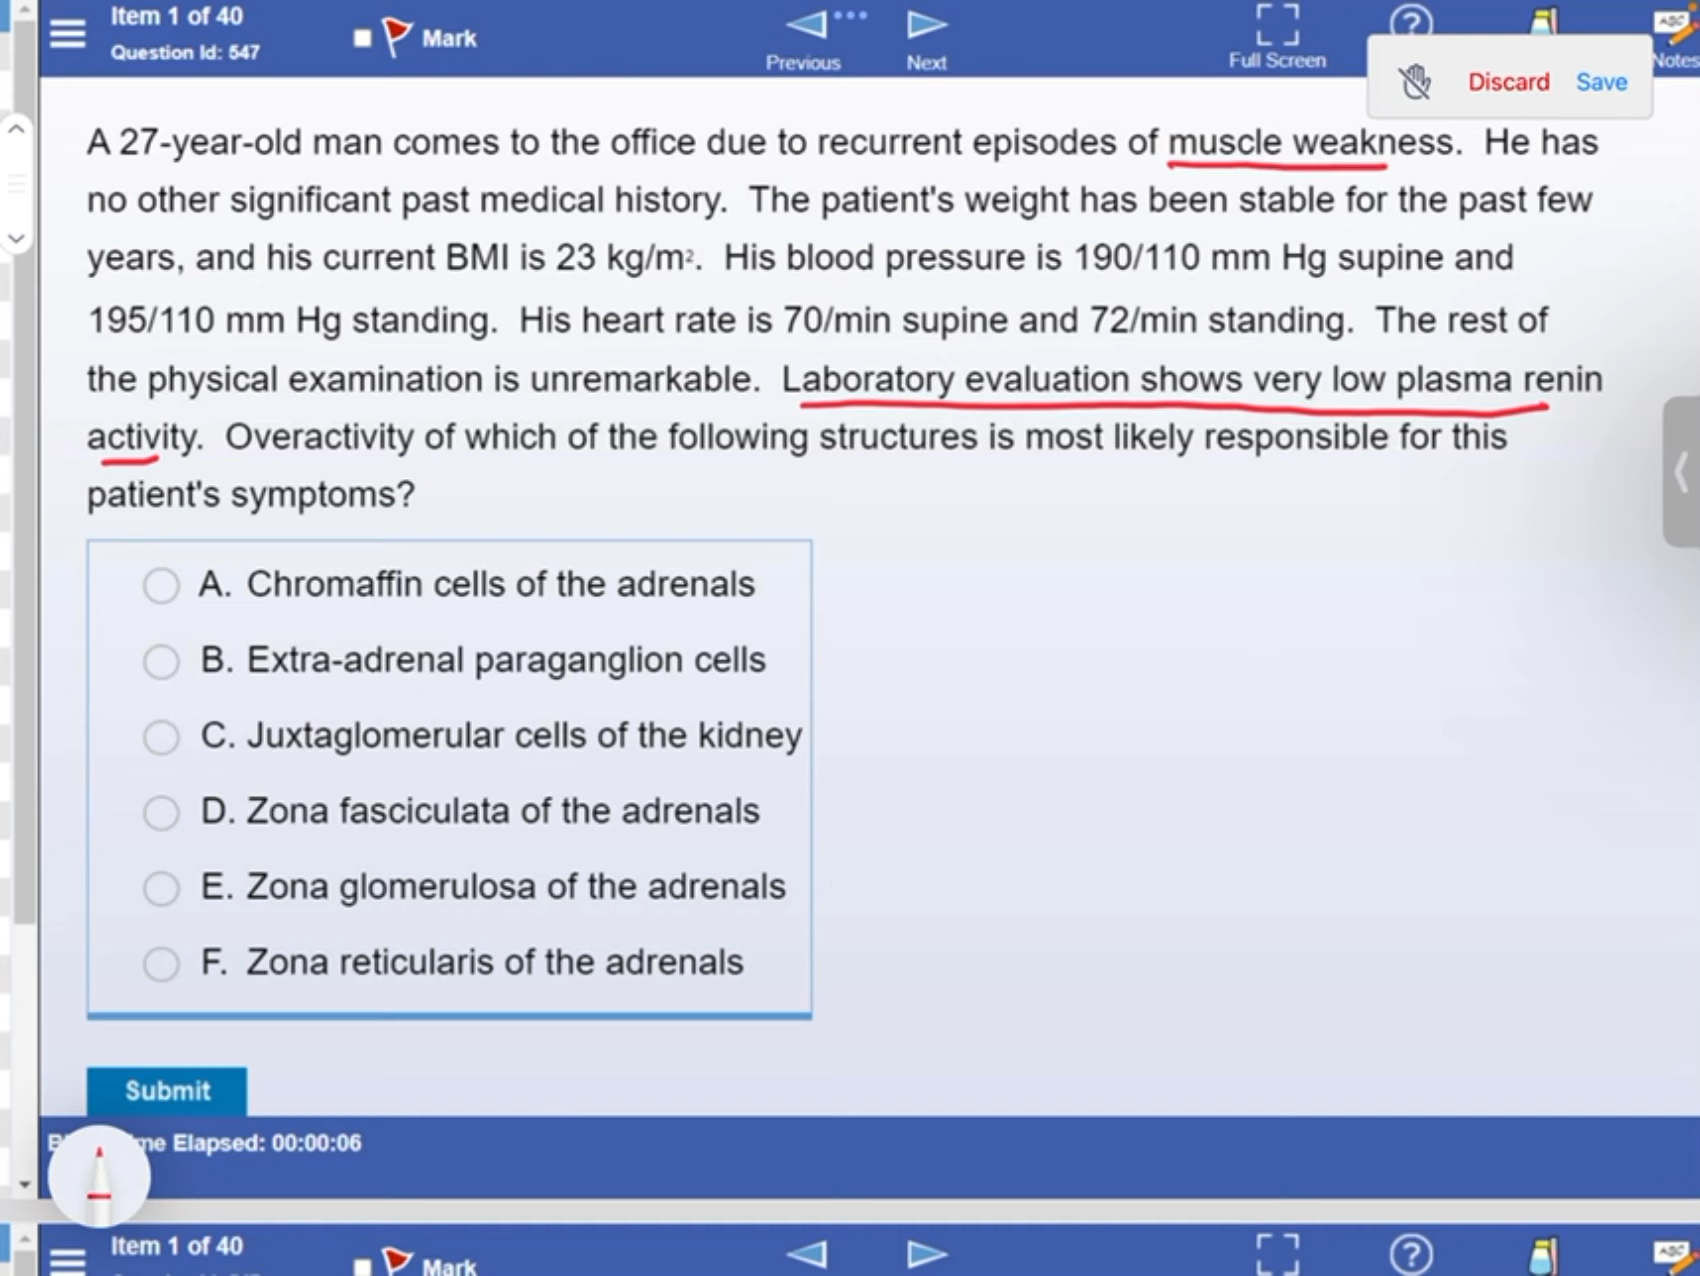 Item 1 of 40
Question Id: 547
Mark
Previous
Next
Full Screen
Notes
Discard
Save
A 27-year-old man comes to the office due to recurrent episodes of muscle weakness. He has
no other significant past medical history. The patient's weight has been stable for the past few
years, and his current BMI is 23 kg/m². His blood pressure is 190/110 mm Hg supine and
195/110 mm Hg standing. His heart rate is 70/min supine and 72/min standing. The rest of
the physical examination is unremarkable. Laboratory evaluation shows very low plasma renin
activity. Overactivity of which of the following structures is most likely responsible for this
patient's symptoms?
A. Chromaffin cells of the adrenals
B. Extra-adrenal paraganglion cells
C. Juxtaglomerular cells of the kidney
D. Zona fasciculata of the adrenals
E. Zona glomerulosa of the adrenals
F. Zona reticularis of the adrenals
Submit
Elapsed: 00:00:06
Item 1 of 40
Mark